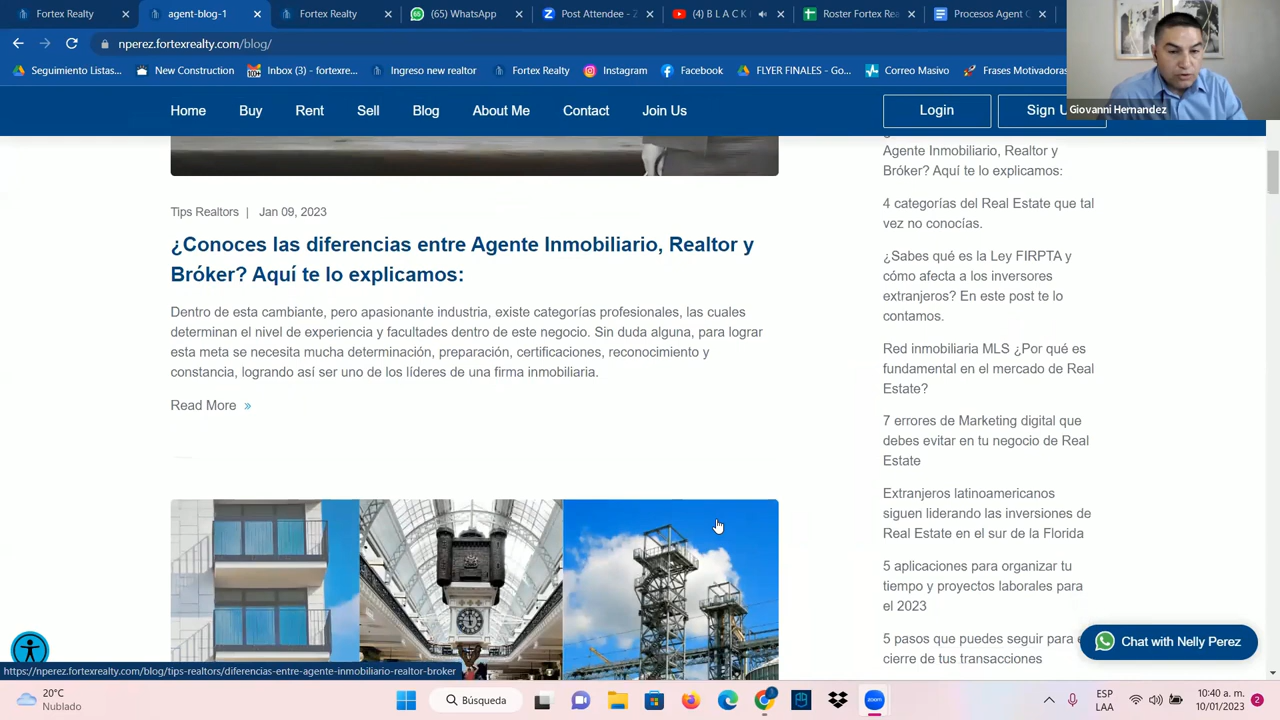 Fortex Realty
agent-blog-1
Fortex Realty
(65) WhatsApp
Post Attendee - Z
(4) B L A C K
Roster Fortex Re
Procesos Agent
nperez.fortexrealty.com/blog/
Seguimiento Listas...
New Construction
Inbox (3) - fortexre...
Ingreso new realtor
Fortex Realty
Instagram
Facebook
FLYER FINALES - Go...
Correo Masivo
Frases Motivadoras
Giovanni Hernandez
Home
Buy
Rent
Sell
Blog
About Me
Contact
Join Us
Login
Sign
Tips Realtors | Jan 09, 2023
¿Conoces las diferencias entre Agente Inmobiliario, Realtor y
Bróker? Aquí te lo explicamos:
Dentro de esta cambiante, pero apasionante industria, existe categorías profesionales, las cuales
determinan el nivel de experiencia y facultades dentro de este negocio. Sin duda alguna, para lograr
esta meta se necesita mucha determinación, preparación, certificaciones, reconocimiento y
constancia, logrando así ser uno de los líderes de una firma inmobiliaria.
Read More »
Agente Inmobiliario, Realtor y
Bróker? Aquí te lo explicamos:
4 categorías del Real Estate que tal
vez no conocías.
¿Sabes qué es la Ley FIRPTA y
cómo afecta a los inversores
extranjeros? En este post te lo
contamos.
Red inmobiliaria MLS ¿Por qué es
fundamental en el mercado de Real
Estate?
7 errores de Marketing digital que
debes evitar en tu negocio de Real
Estate
Extranjeros latinoamericanos
siguen liderando las inversiones de
Real Estate en el sur de la Florida
5 aplicaciones para organizar tu
tiempo y proyectos laborales para
el 2023
5 pasos que puedes seguir para
cierre de tus transacciones
Chat with Nelly Perez
https://nperez.fortexrealty.com/blog/tips-realtors/diferencias-entre-agente-inmobiliario-realtor-broker
20°C
Nublado
Búsqueda
zoom
ESP
LAA
10:40 a. m.
10/01/2023
2